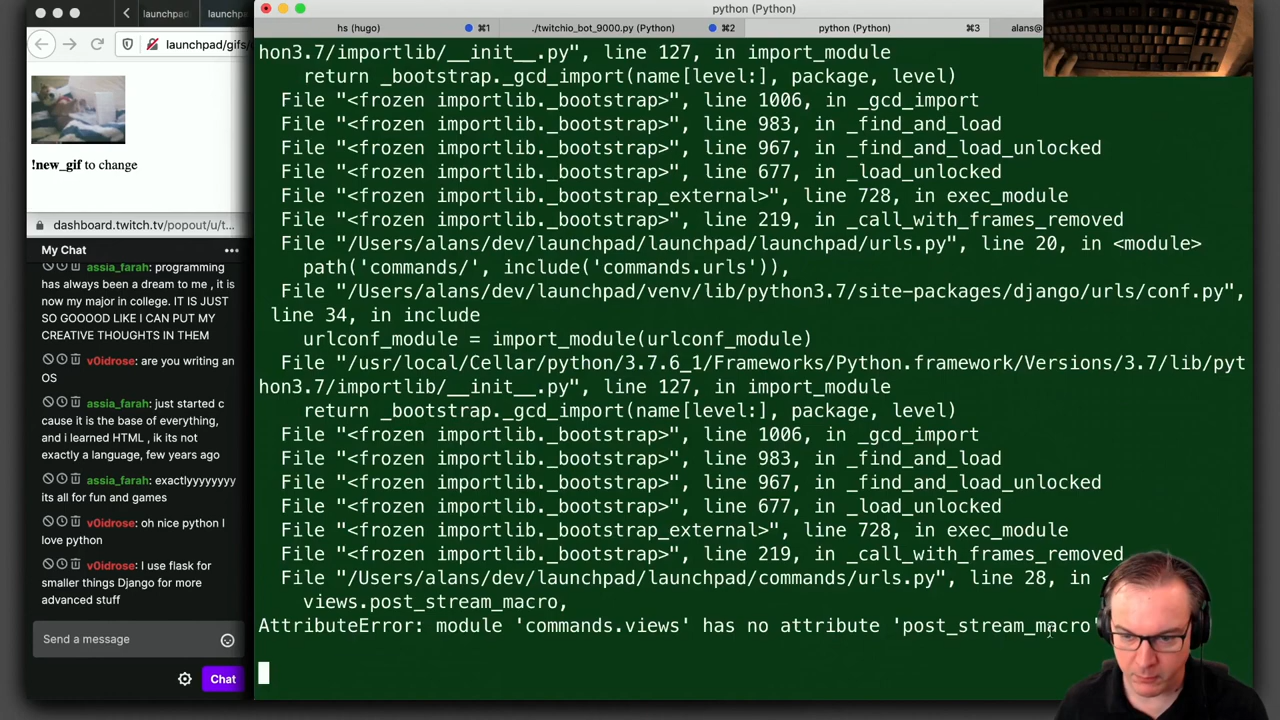 python (Python)
hs (hugo) ⌘1
./twitchio_bot_9000.py (Python) ⌘2
python (Python) ⌘3
alans@
launchpad/
launchpad/
launchpad/gifs/
!new_gif to change
dashboard.twitch.tv/popout/u/t...
My Chat
assia_farah: programming
has always been a dream to me , it is
now my major in college. IT IS JUST
SO GOOOD LIKE I CAN PUT MY
CREATIVE THOUGHTS IN THEM
v0idrose: are you writing an
OS
assia_farah: just started c
cause it is the base of everything,
and i learned HTML , ik its not
exactly a language, few years ago
assia_farah: exactlyyyyyyy
its all for fun and games
v0idrose: oh nice python I
love python
v0idrose: I use flask for
smaller things Django for more
advanced stuff
Send a message
Chat
hon3.7/importlib/__init__.py", line 127, in import_module
return _bootstrap._gcd_import(name[level:], package, level)
File "<frozen importlib._bootstrap>", line 1006, in _gcd_import
File "<frozen importlib._bootstrap>", line 983, in _find_and_load
File "<frozen importlib._bootstrap>", line 967, in _find_and_load_unlocked
File "<frozen importlib._bootstrap>", line 677, in _load_unlocked
File "<frozen importlib._bootstrap_external>", line 728, in exec_module
File "<frozen importlib._bootstrap>", line 219, in _call_with_frames_removed
File "/Users/alans/dev/launchpad/launchpad/launchpad/urls.py", line 20, in <module>
path('commands/', include('commands.urls')),
File "/Users/alans/dev/launchpad/venv/lib/python3.7/site-packages/django/urls/conf.py",
line 34, in include
urlconf_module = import_module(urlconf_module)
File "/usr/local/Cellar/python/3.7.6_1/Frameworks/Python.framework/Versions/3.7/lib/pyt
hon3.7/importlib/__init__.py", line 127, in import_module
return _bootstrap._gcd_import(name[level:], package, level)
File "<frozen importlib._bootstrap>", line 1006, in _gcd_import
File "<frozen importlib._bootstrap>", line 983, in _find_and_load
File "<frozen importlib._bootstrap>", line 967, in _find_and_load_unlocked
File "<frozen importlib._bootstrap>", line 677, in _load_unlocked
File "<frozen importlib._bootstrap_external>", line 728, in exec_module
File "<frozen importlib._bootstrap>", line 219, in _call_with_frames_removed
File "/Users/alans/dev/launchpad/launchpad/commands/urls.py", line 28, in <
views.post_stream_macro,
AttributeError: module 'commands.views' has no attribute 'post_stream_macro'